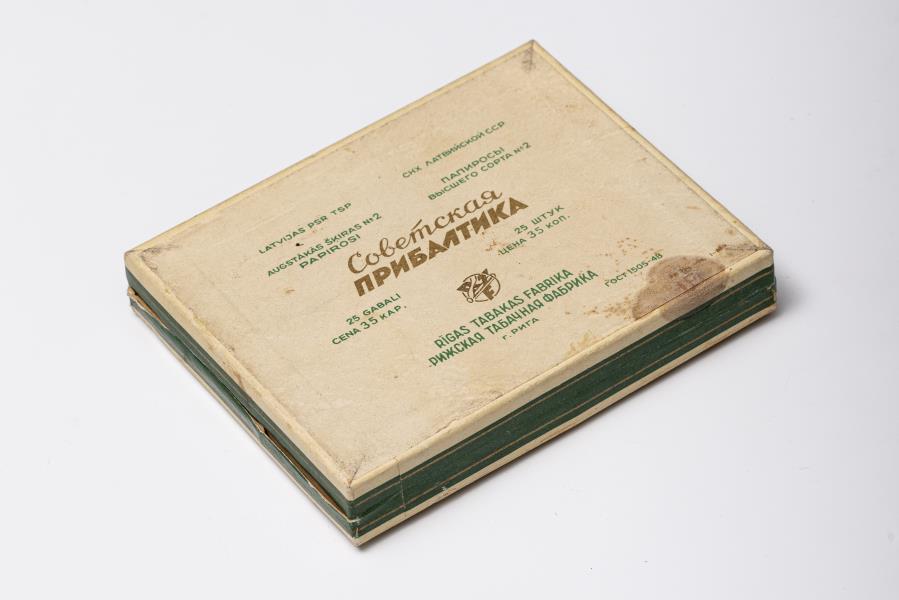 LATVIJAS PSR TSP
AUGSTĀKĀS ŠĶIRAS №2
PAPIROSI
СНХ ЛАТВИЙСКОЙ ССР
ПАПИРОСЫ
ВЫСШЕГО СОРТА №2
Советская
ПРИБАЛТИКА
25 GABALI
CENA 35 KAP.
25 ШТУК
ЦЕНА 35 КОП.
RĪGAS TABAKAS FABRIKA
РИЖСКАЯ ТАБАЧНАЯ ФАБРИКА
г. РИГА
ГОСТ 1505-48